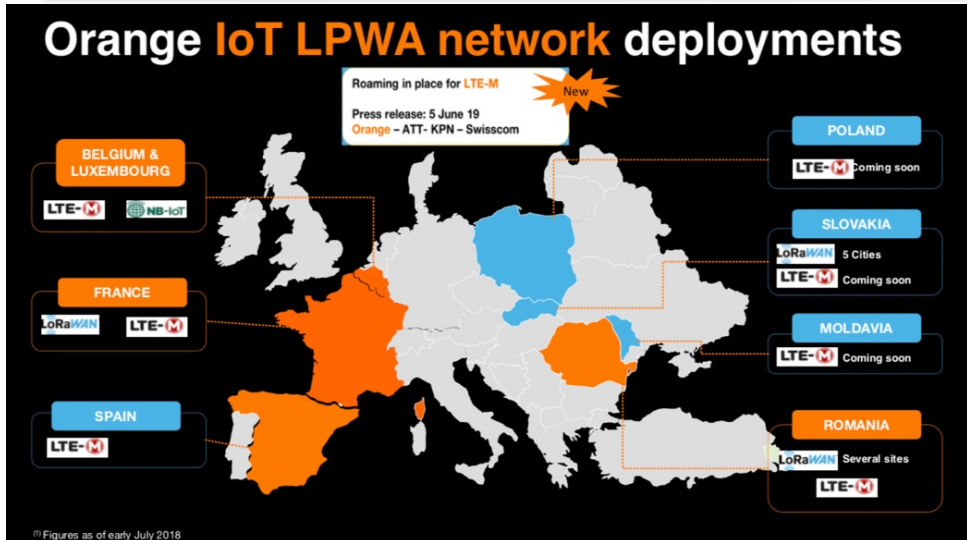 Orange IoT LPWA network deployments
Roaming in place for LTE-M
Press release: 5 June 19
Orange – ATT- KPN – Swisscom
New
BELGIUM &
LUXEMBOURG
LTE-M NB-IoT
FRANCE
LoRaWAN LTE-M
SPAIN
LTE-M
POLAND
LTE-M Coming soon
SLOVAKIA
LoRaWAN 5 Cities
LTE-M Coming soon
MOLDAVIA
LTE-M Coming soon
ROMANIA
LoRaWAN Several sites
LTE-M
(1) Figures as of early July 2018